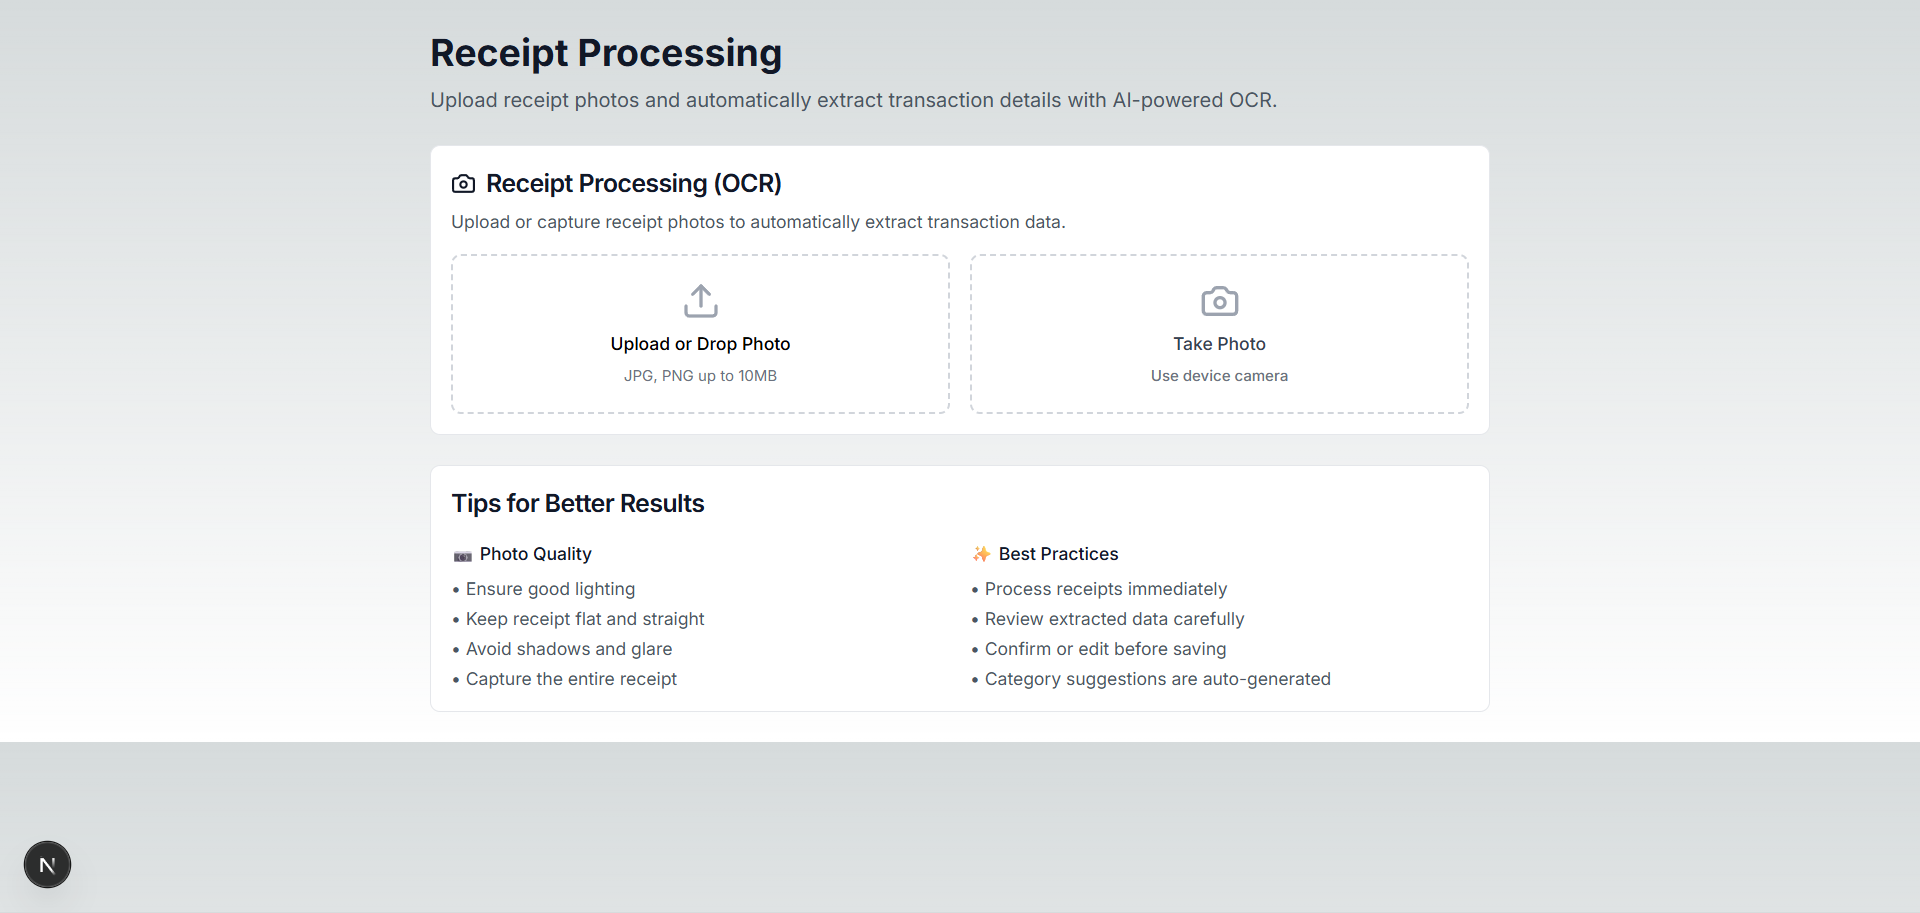 Receipt Processing
Upload receipt photos and automatically extract transaction details with AI-powered OCR.
Receipt Processing (OCR)
Upload or capture receipt photos to automatically extract transaction data.
Upload or Drop Photo
JPG, PNG up to 10MB
Take Photo
Use device camera
Tips for Better Results
📷 Photo Quality
• Ensure good lighting
• Keep receipt flat and straight
• Avoid shadows and glare
• Capture the entire receipt
✨ Best Practices
• Process receipts immediately
• Review extracted data carefully
• Confirm or edit before saving
• Category suggestions are auto-generated
N